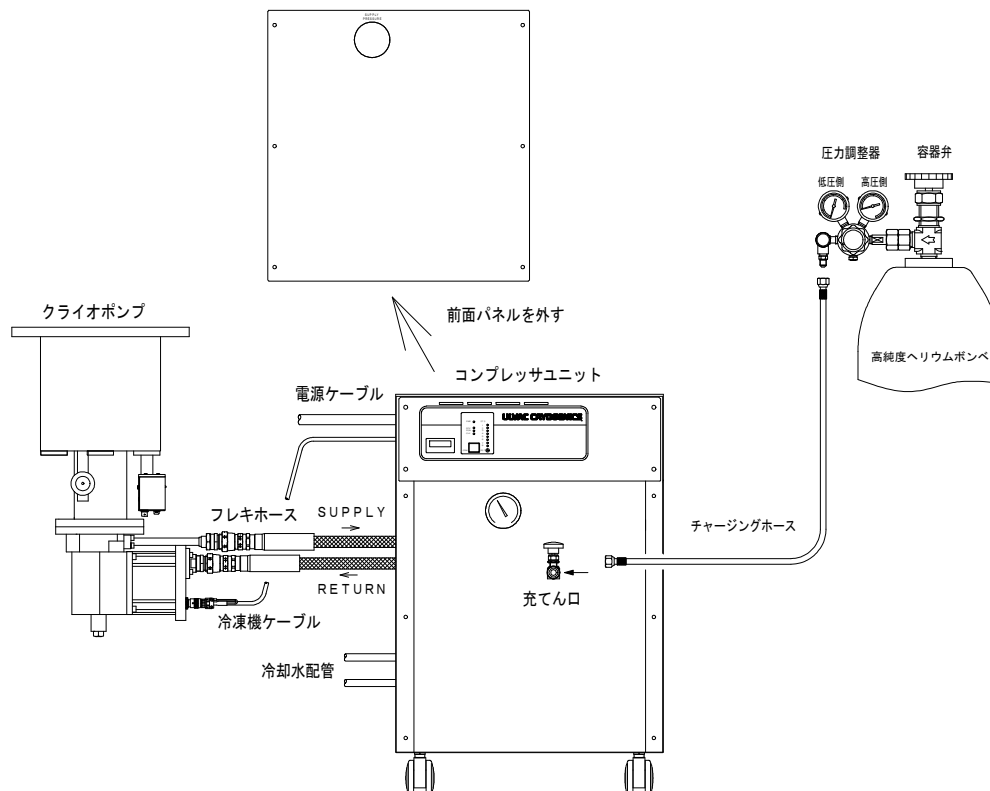 SUPPLY
PRESSURE
圧力調整器
容器弁
低圧側
高圧側
クライオポンプ
前面パネルを外す
高純度ヘリウムボンベ
コンプレッサユニット
電源ケーブル
ULVAC CRYOGENICS
フレキホース
SUPPLY
チャージングホース
RETURN
充てん口
冷凍機ケーブル
冷却水配管